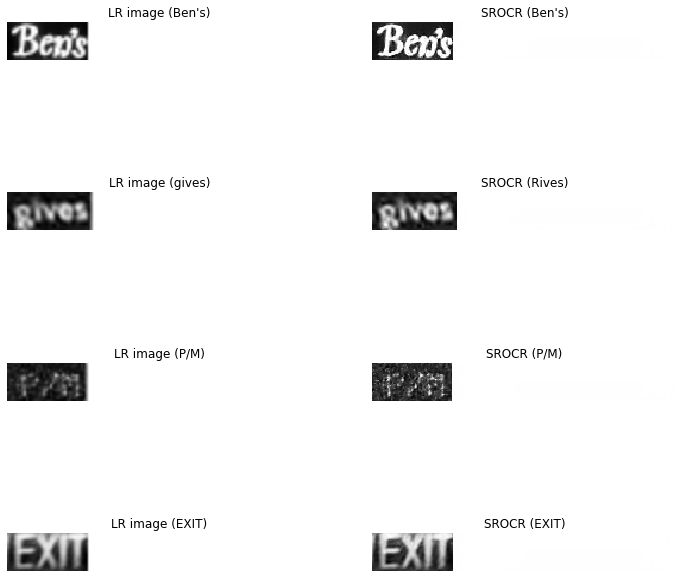 LR image (Ben's) SROCR (Ben's)
Ben's Ben's
LR image (gives) SROCR (Rives)
gives gives
LR image (P/M) SROCR (P/M)
P/M P/M
LR image (EXIT) SROCR (EXIT)
EXIT EXIT